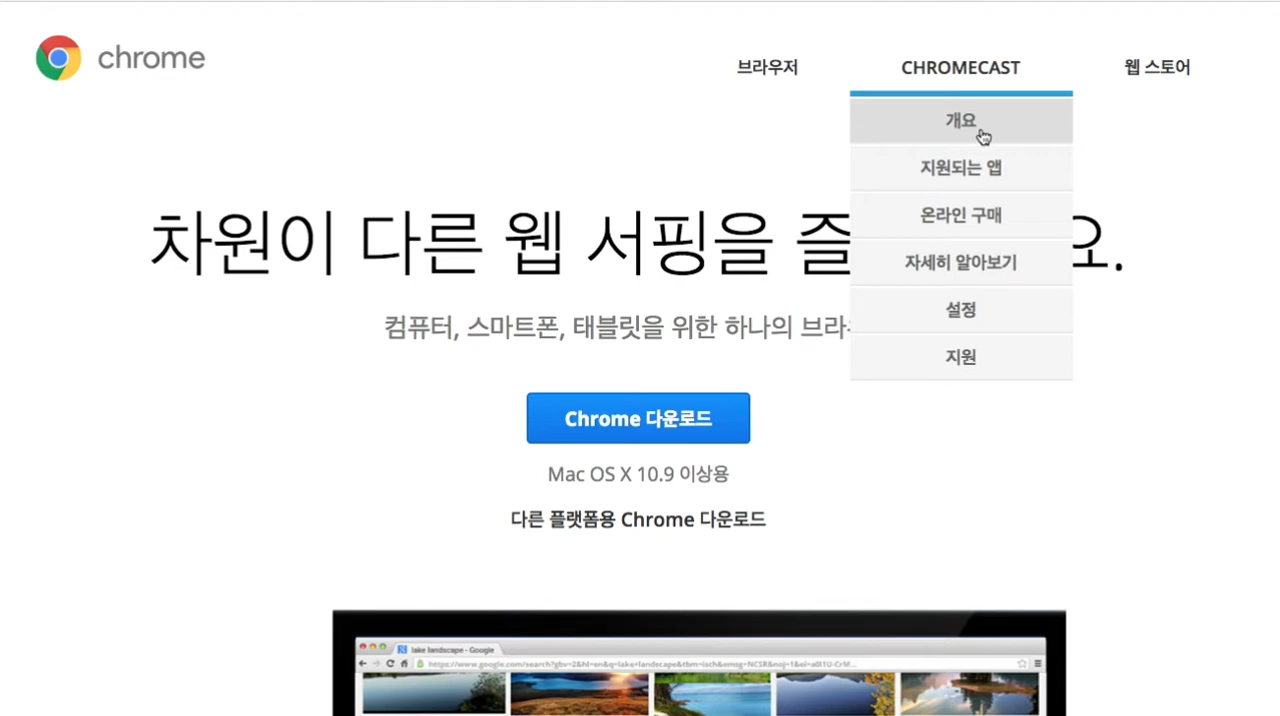 chrome
브라우저
CHROMECAST
웹 스토어
개요
지원되는 앱
온라인 구매
자세히 알아보기
설정
지원
차원이 다른 웹 서핑을 즐 요.
컴퓨터, 스마트폰, 태블릿을 위한 하나의 브라
Chrome 다운로드
Mac OS X 10.9 이상용
다른 플랫폼용 Chrome 다운로드
lake landscape - Google